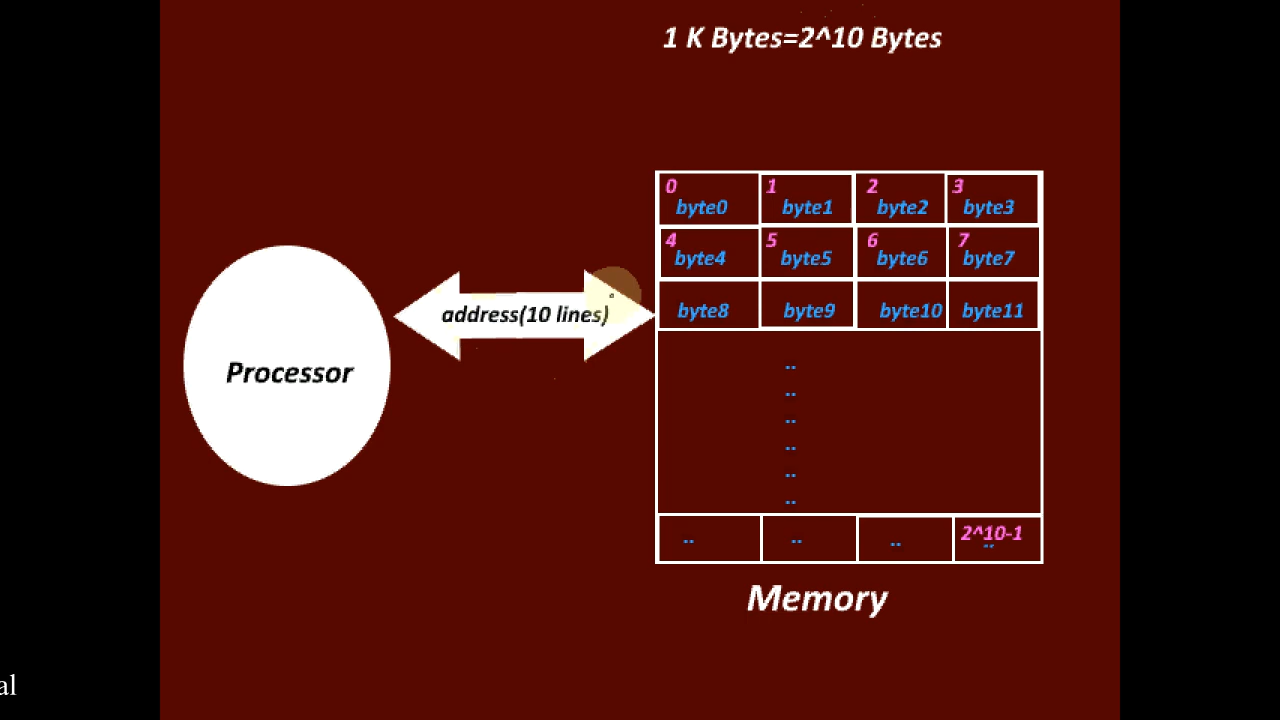 1 K Bytes=2^10 Bytes
0 1 2 3
byte0 byte1 byte2 byte3
4 5 6 7
byte4 byte5 byte6 byte7
address(10 lines)
byte8 byte9 byte10 byte11
Processor
..
..
..
..
..
..
2^10-1
.. .. .. ..
Memory
al